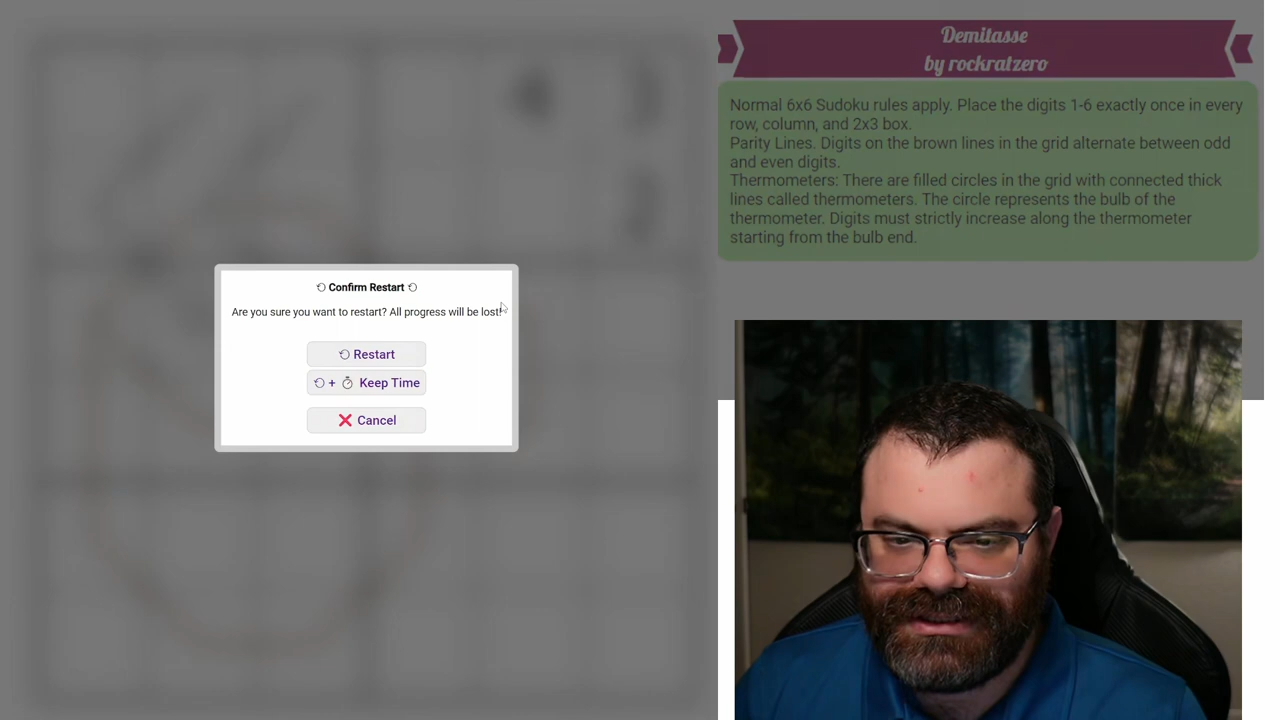 Demitasse
by rockratzero
Normal 6x6 Sudoku rules apply. Place the digits 1-6 exactly once in every
row, column, and 2x3 box.
Parity Lines. Digits on the brown lines in the grid alternate between odd
and even digits.
Thermometers: There are filled circles in the grid with connected thick
lines called thermometers. The circle represents the bulb of the
thermometer. Digits must strictly increase along the thermometer
starting from the bulb end.
Confirm Restart
Are you sure you want to restart? All progress will be lost!
Restart
+ Keep Time
Cancel